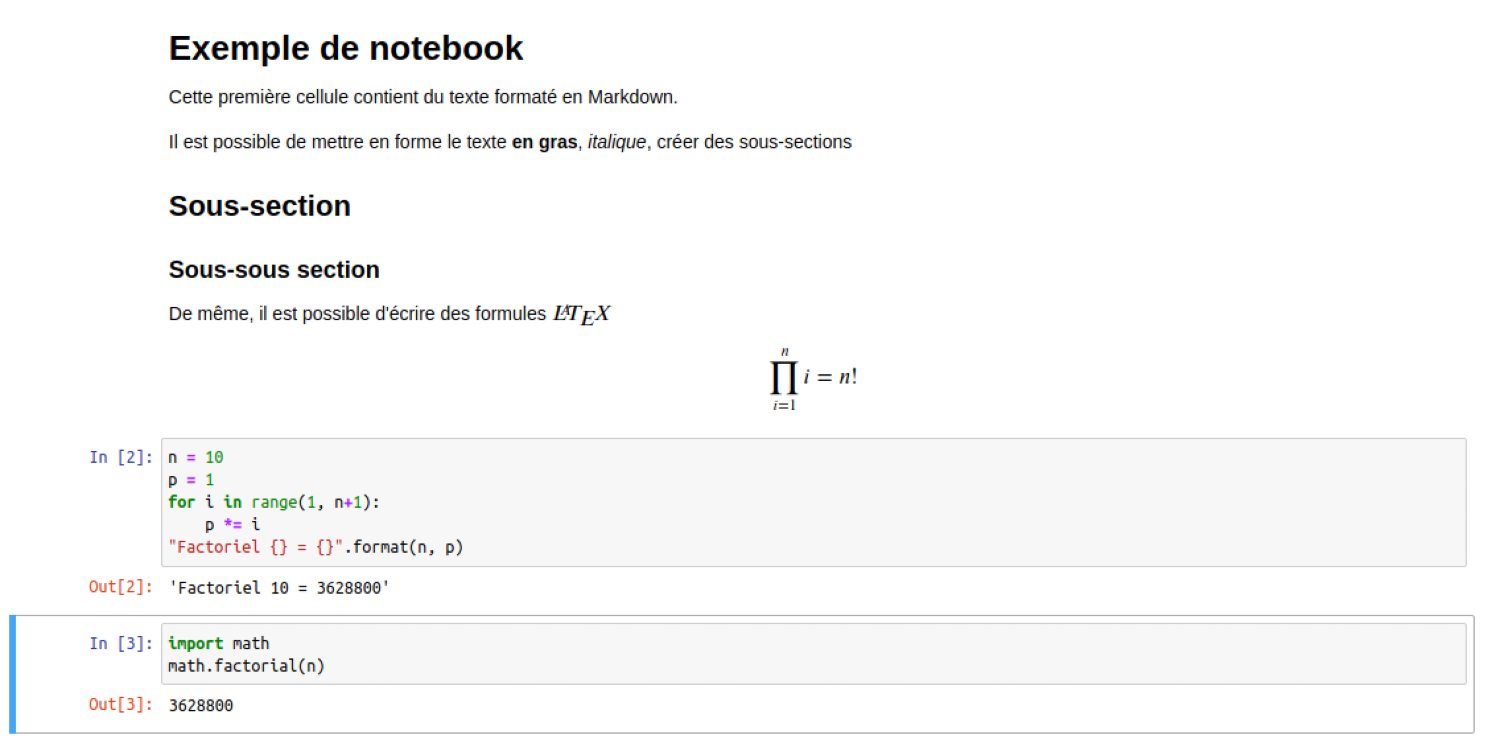 Exemple de notebook
Cette première cellule contient du texte formaté en Markdown.
Il est possible de mettre en forme le texte en gras, italique, créer des sous-sections
Sous-section
Sous-sous section
De même, il est possible d'écrire des formules LATEX
n
∏ i = n!
i=1
In [2]: n = 10
p = 1
for i in range(1, n+1):
    p *= i
"Factoriel {} = {}".format(n, p)
Out[2]: 'Factoriel 10 = 3628800'
In [3]: import math
math.factorial(n)
Out[3]: 3628800